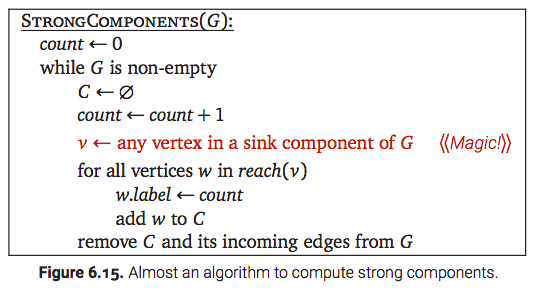 STRONGCOMPONENTS(G):
count ← 0
while G is non-empty
C ← ∅
count ← count + 1
v ← any vertex in a sink component of G ⟨⟨Magic!⟩⟩
for all vertices w in reach(v)
w.label ← count
add w to C
remove C and its incoming edges from G
Figure 6.15. Almost an algorithm to compute strong components.